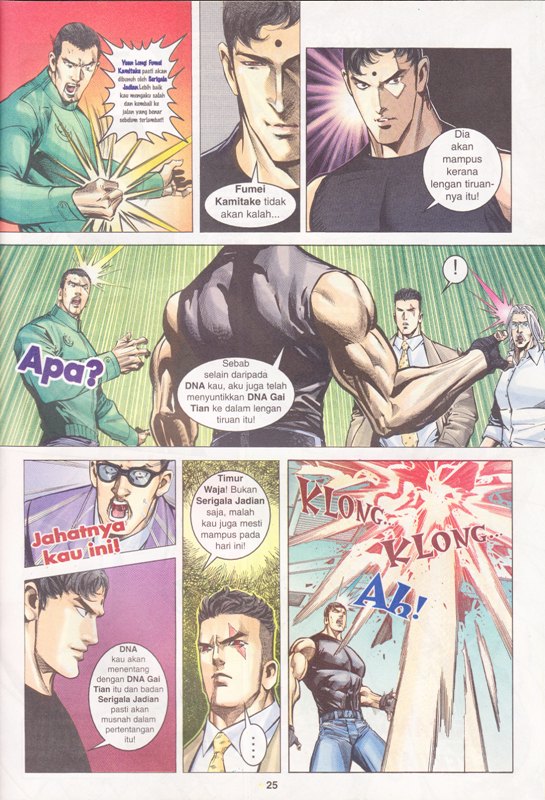 Yuan Leng! Fumei
Kamitake pasti akan
dibunuh oleh Serigala
Jadian.Lebih baik
kau mengaku salah
dan kembali ke
jalan yang benar
sebelum terlambat!
Fumei
Kamitake tidak
akan kalah...
Dia
akan
mampus
kerana
lengan tiruan-
nya itu!
Apa?
Sebab
selain daripada
DNA kau, aku juga telah
menyuntikkan DNA Gai
Tian ke dalam lengan
tiruan itu!
!
Jahatnya
kau ini!
DNA
kau akan
menentang
dengan DNA Gai
Tian itu dan badan
Serigala Jadian
pasti akan
musnah dalam
pertentangan
itu!
Timur
Waja! Bukan
Serigala Jadian
saja, malah
kau juga mesti
mampus pada
hari ini!
....
KLONG...
KLONG...
Ah!
25